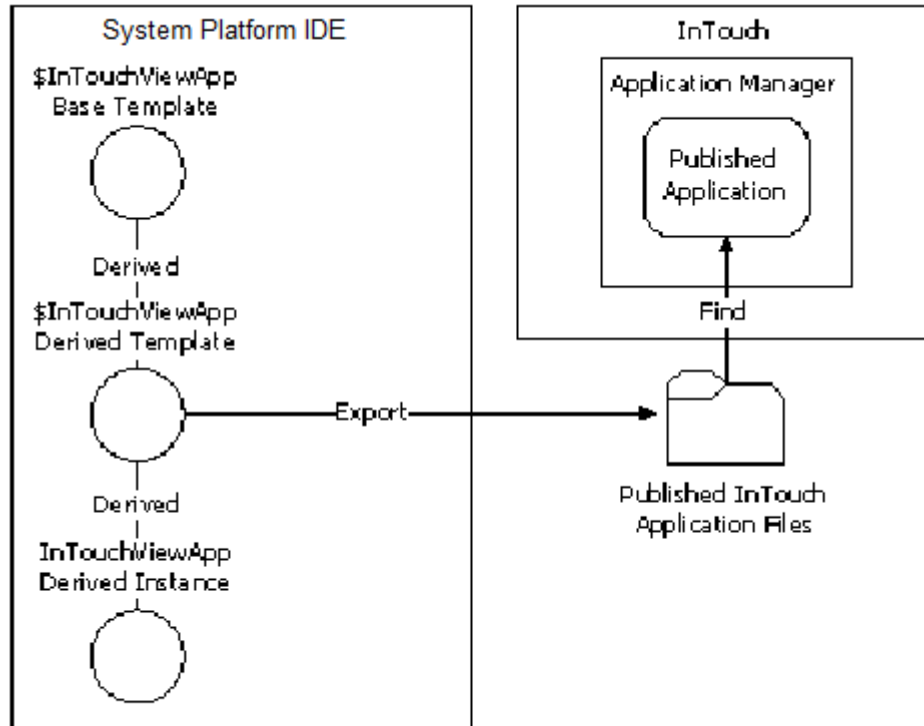 System Platform IDE
$InTouchViewApp
Base Template
Derived
$InTouchViewApp
Derived Template
Export
Derived
InTouchViewApp
Derived Instance
InTouch
Application Manager
Published
Application
Find
Published InTouch
Application Files